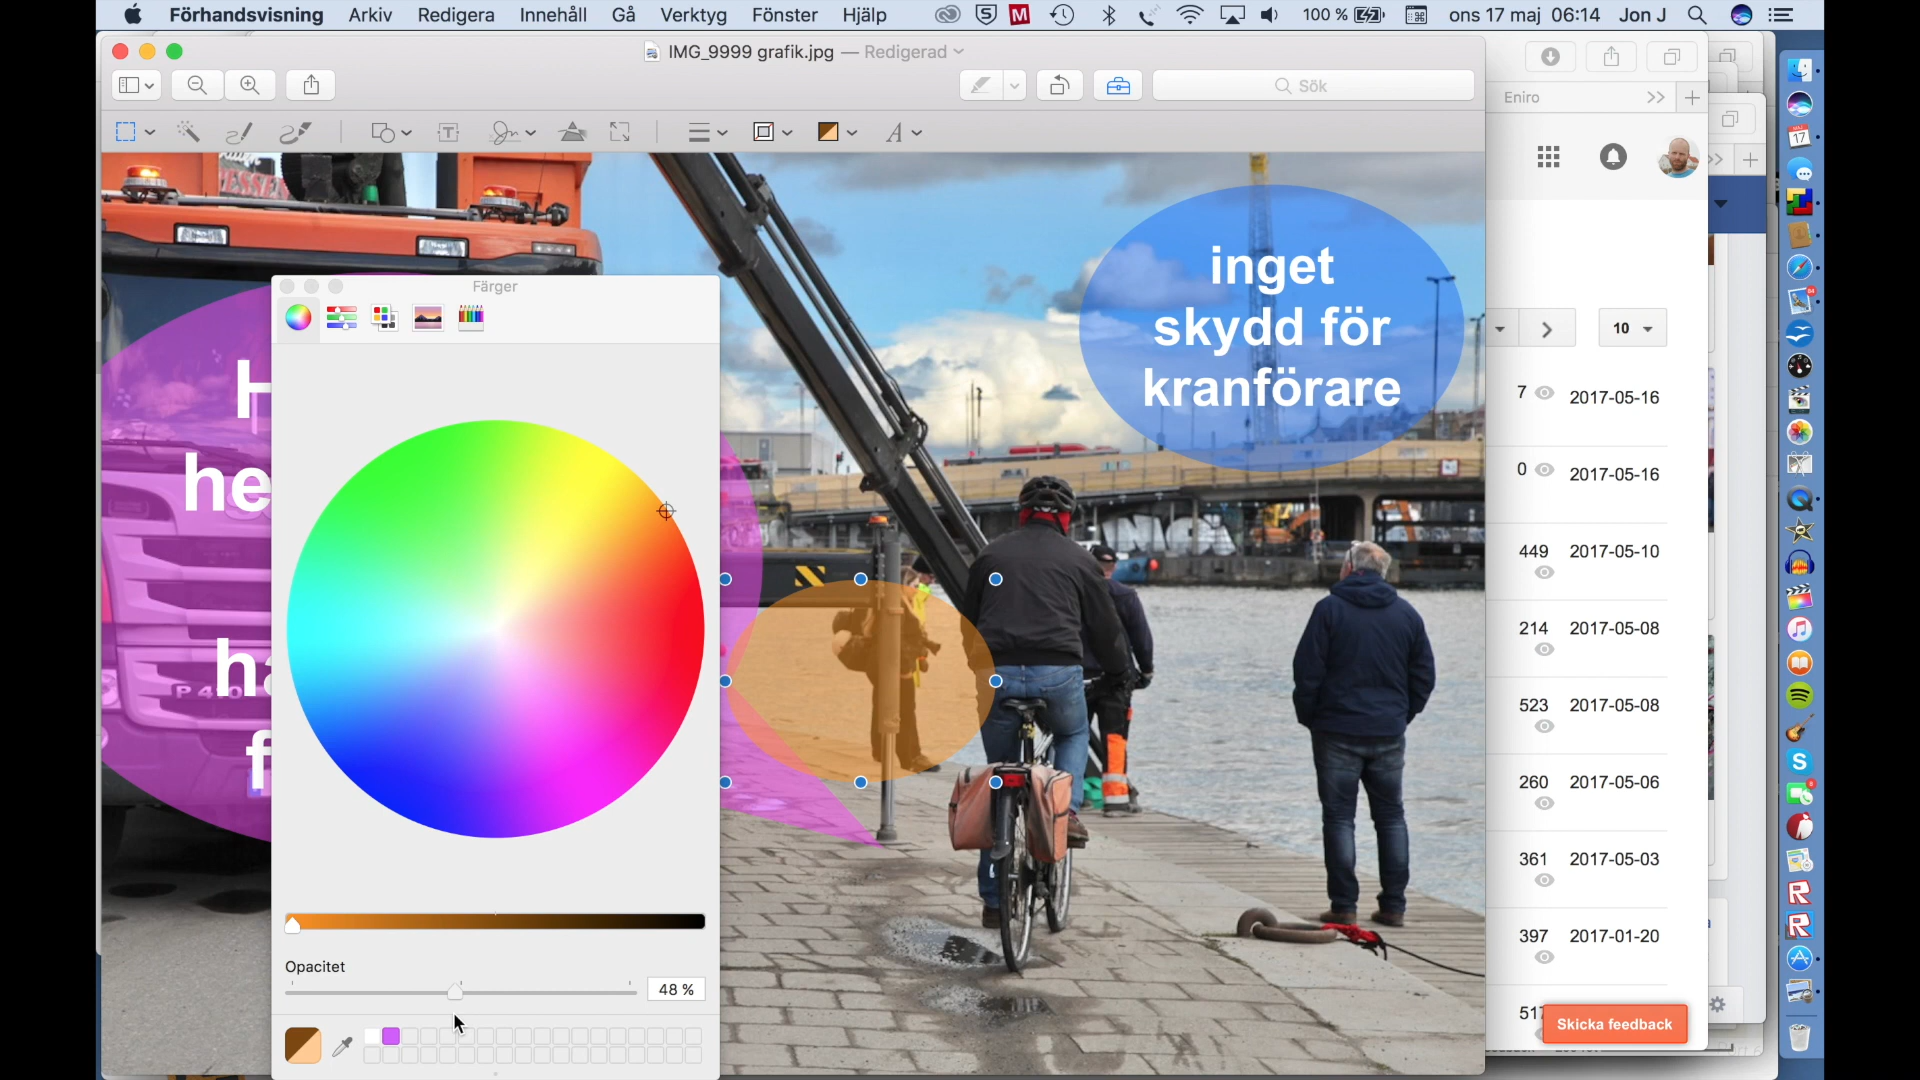 Förhandsvisning Arkiv Redigera Innehåll Gå Verktyg Fönster Hjälp 100 % ons 17 maj 06:14 Jon J
IMG_9999 grafik.jpg — Redigerad
Sök
Eniro
Färger
inget
skydd för
kranförare
H
he
ha
f
10
7 2017-05-16
0 2017-05-16
449 2017-05-10
214 2017-05-08
523 2017-05-08
260 2017-05-06
361 2017-05-03
397 2017-01-20
517
Opacitet
48 %
Skicka feedback